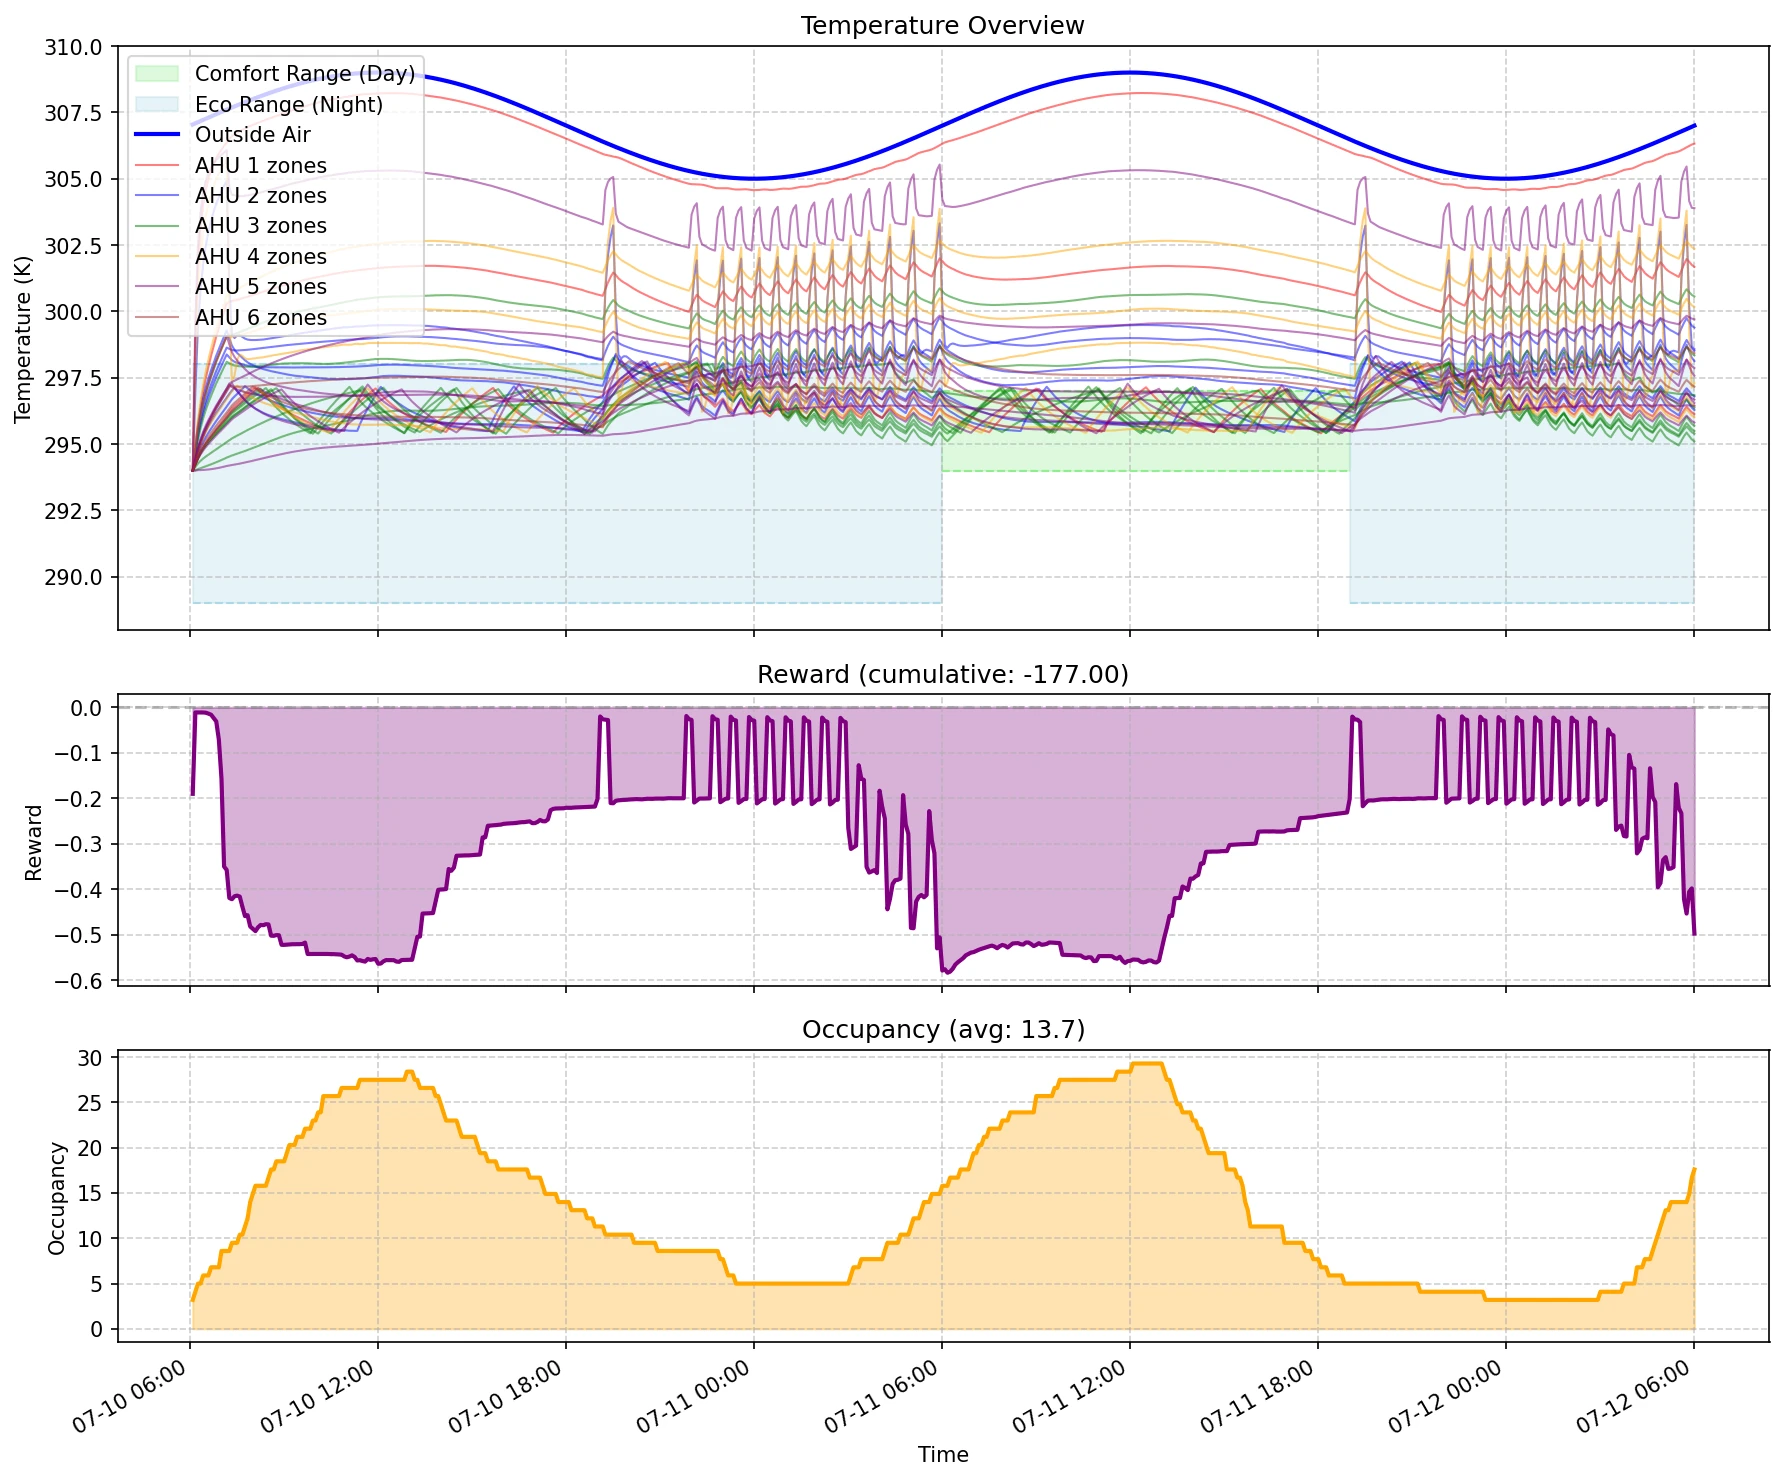 Temperature Overview
310.0
307.5
305.0
302.5
300.0
297.5
295.0
292.5
290.0
Temperature (K)
Comfort Range (Day)
Eco Range (Night)
Outside Air
AHU 1 zones
AHU 2 zones
AHU 3 zones
AHU 4 zones
AHU 5 zones
AHU 6 zones
Reward (cumulative: -177.00)
0.0
−0.1
−0.2
−0.3
−0.4
−0.5
−0.6
Reward
Occupancy (avg: 13.7)
30
25
20
15
10
5
0
Occupancy
07-10 06:00
07-10 12:00
07-10 18:00
07-11 00:00
07-11 06:00
07-11 12:00
07-11 18:00
07-12 00:00
07-12 06:00
Time